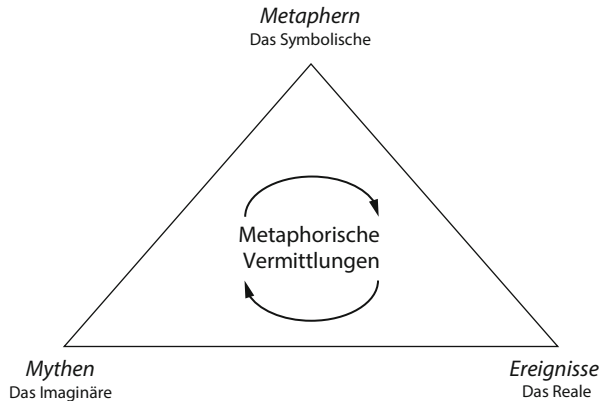 Metaphern
Das Symbolische
Metaphorische
Vermittlungen
Mythen
Das Imaginäre
Ereignisse
Das Reale